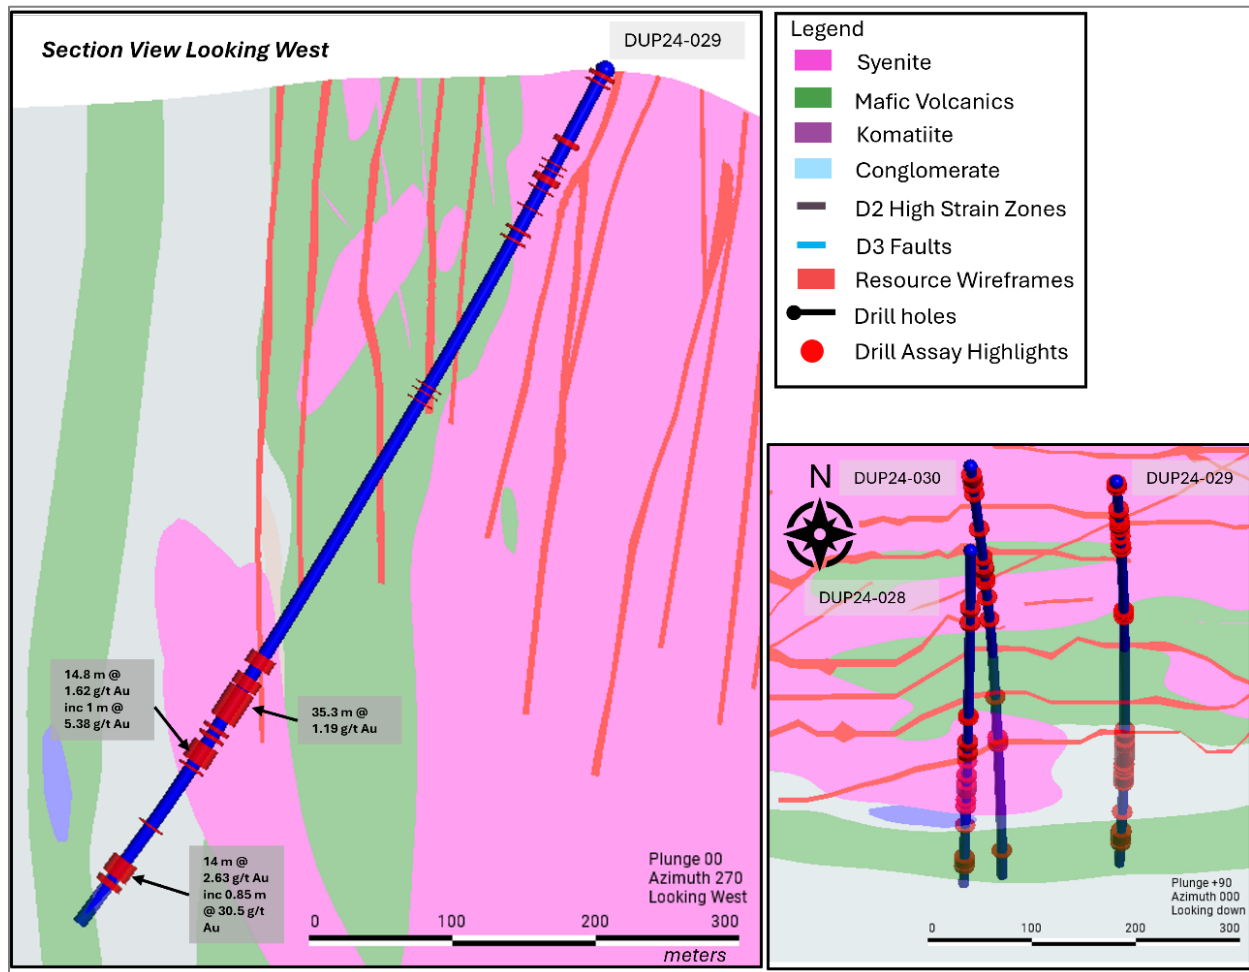 Section View Looking West
DUP24-029
14.8 m @
1.62 g/t Au
inc 1 m @
5.38 g/t Au
35.3 m @
1.19 g/t Au
14 m @
2.63 g/t Au
inc 0.85 m
@ 30.5 g/t
Au
Plunge 00
Azimuth 270
Looking West
0 100 200 300
meters
Legend
Syenite
Mafic Volcanics
Komatiite
Conglomerate
D2 High Strain Zones
D3 Faults
Resource Wireframes
Drill holes
Drill Assay Highlights
N
DUP24-030
DUP24-029
DUP24-028
Plunge +90
Azimuth 000
Looking down
0 100 200 300